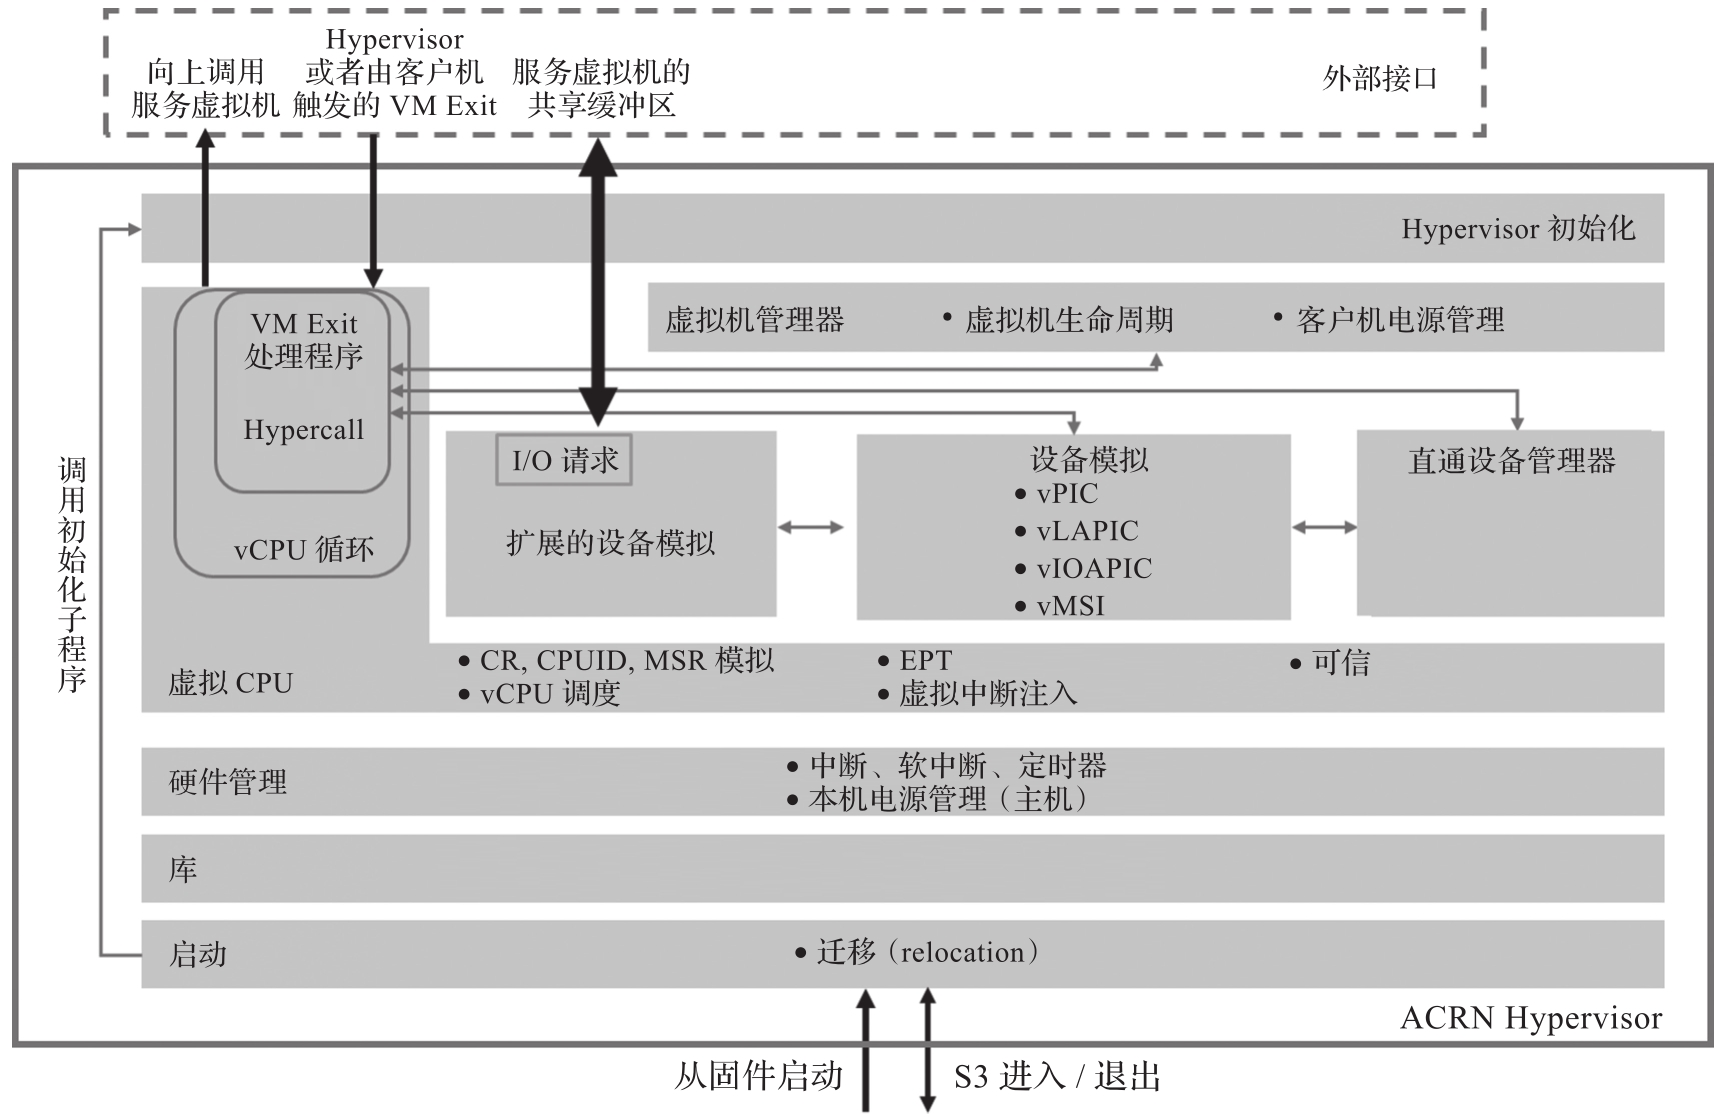 Hypervisor
向上调用
服务虚拟机
或者由客户机
触发的 VM Exit
服务虚拟机的
共享缓冲区
外部接口
Hypervisor 初始化
VM Exit
处理程序
Hypercall
vCPU 循环
虚拟机管理器
• 虚拟机生命周期
• 客户机电源管理
I/O 请求
扩展的设备模拟
设备模拟
• vPIC
• vLAPIC
• vIOAPIC
• vMSI
直通设备管理器
调用初始化子程序
虚拟 CPU
• CR, CPUID, MSR 模拟
• vCPU 调度
• EPT
• 虚拟中断注入
• 可信
硬件管理
• 中断、软中断、定时器
• 本机电源管理（主机）
库
启动
• 迁移（relocation）
ACRN Hypervisor
从固件启动
S3 进入 / 退出